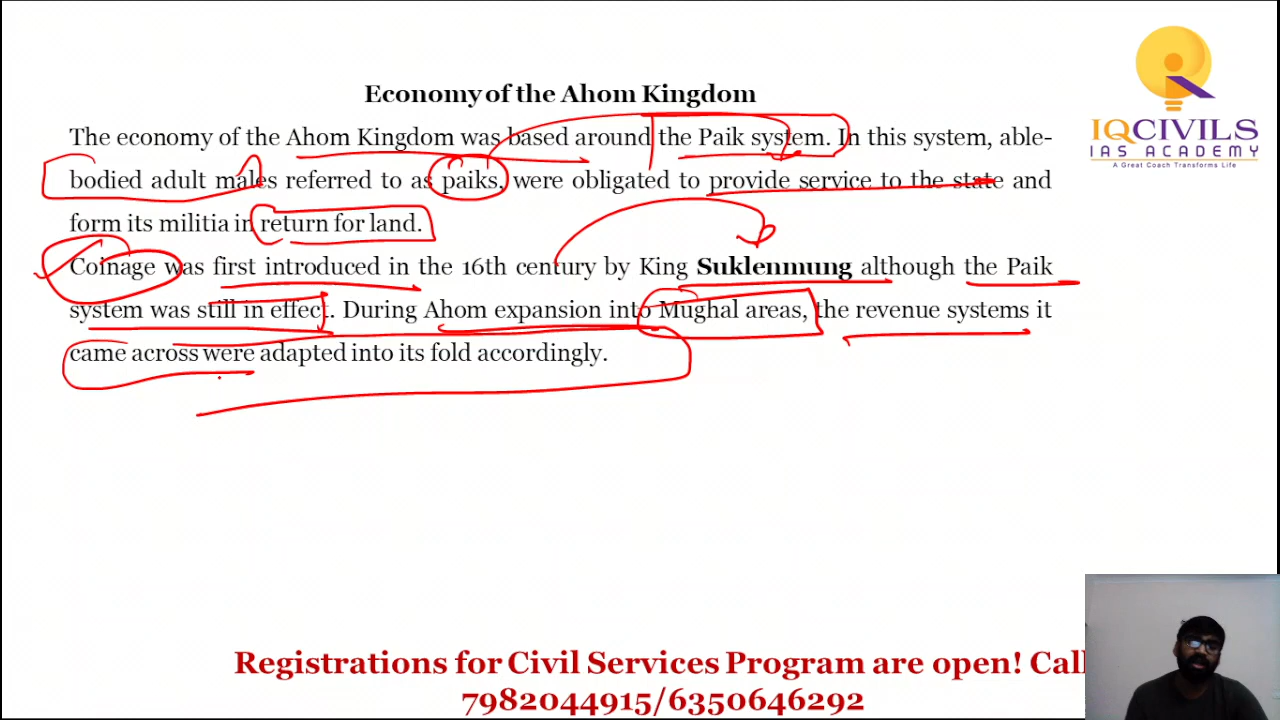 Economy of the Ahom Kingdom
The economy of the Ahom Kingdom was based around the Paik system. In this system, able-
bodied adult males referred to as paiks, were obligated to provide service to the state and
form its militia in return for land.
Coinage was first introduced in the 16th century by King Suklenmung although the Paik
system was still in effect. During Ahom expansion into Mughal areas, the revenue systems it
came across were adapted into its fold accordingly.
IQCIVILS
IAS ACADEMY
A Great Coach Transforms Life
Registrations for Civil Services Program are open! Call
7982044915/6350646292